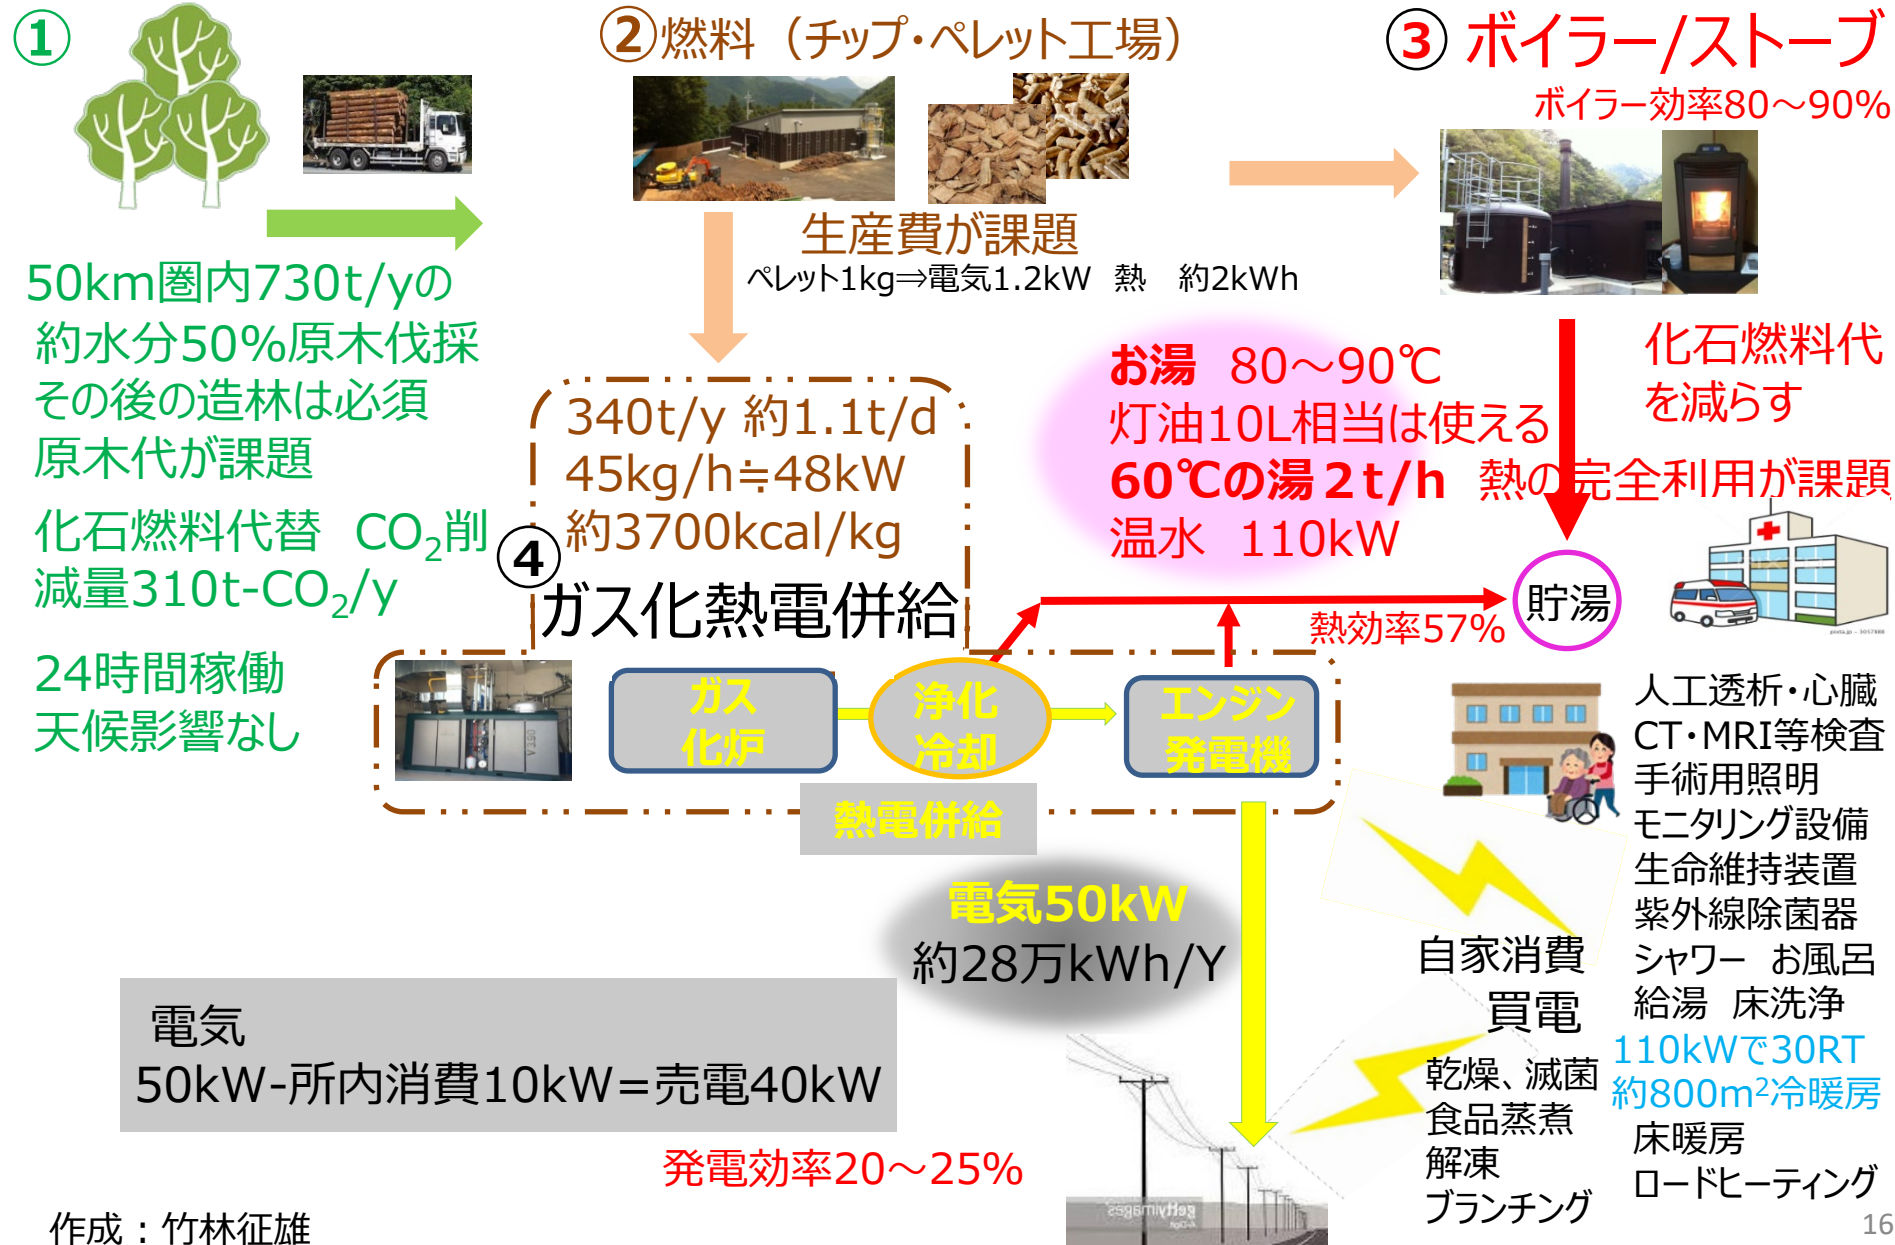 ①
②燃料（チップ・ペレット工場）
③ ボイラー/ストーブ
ボイラー効率80～90%
生産費が課題
ペレット1kg⇒電気1.2kW 熱　約2kWh
50km圏内730t/yの
約水分50%原木伐採
その後の造林は必須
原木代が課題
化石燃料代替　CO₂削
減量310t-CO₂/y
24時間稼働
天候影響なし
340t/y 約1.1t/d
45kg/h≒48kW
約3700kcal/kg
④
ガス化熱電併給
お湯　80～90℃
灯油10L相当は使える
60℃の湯２t/h
温水　110kW
化石燃料代
を減らす
熱の完全利用が課題
貯湯
熱効率57%
pixta.jp - 3057888
V3.90
ガス
化炉
浄化
冷却
エンジン
発電機
熱電併給
電気50kW
約28万kWh/Y
電気
50kW-所内消費10kW=売電40kW
発電効率20～25%
自家消費
買電
乾燥、滅菌
食品蒸煮
解凍
ブランチング
人工透析・心臓
CT・MRI等検査
手術用照明
モニタリング設備
生命維持装置
紫外線除菌器
シャワー　お風呂
給湯　床洗浄
110kWで30RT
約800m²冷暖房
床暖房
ロードヒーティング
gettyimages
作成：竹林征雄
16